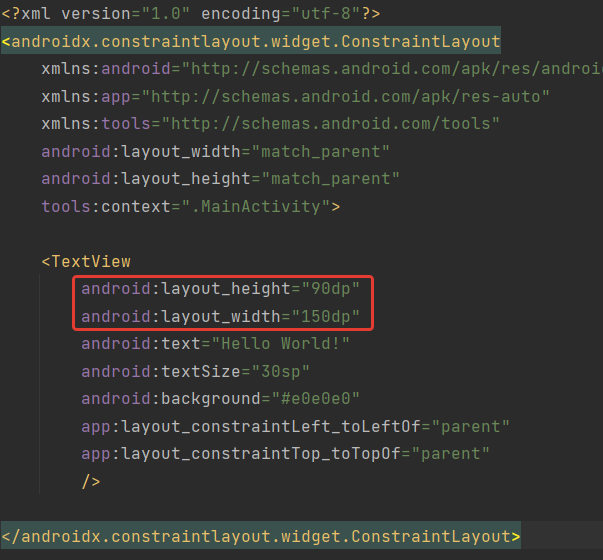 <?xml version="1.0" encoding="utf-8"?>
<androidx.constraintlayout.widget.ConstraintLayout
    xmlns:android="http://schemas.android.com/apk/res/androi
    xmlns:app="http://schemas.android.com/apk/res-auto"
    xmlns:tools="http://schemas.android.com/tools"
    android:layout_width="match_parent"
    android:layout_height="match_parent"
    tools:context=".MainActivity">
    <TextView
        android:layout_height="90dp"
        android:layout_width="150dp"
        android:text="Hello World!"
        android:textSize="30sp"
        android:background="#e0e0e0"
        app:layout_constraintLeft_toLeftOf="parent"
        app:layout_constraintTop_toTopOf="parent"
        />
</androidx.constraintlayout.widget.ConstraintLayout>